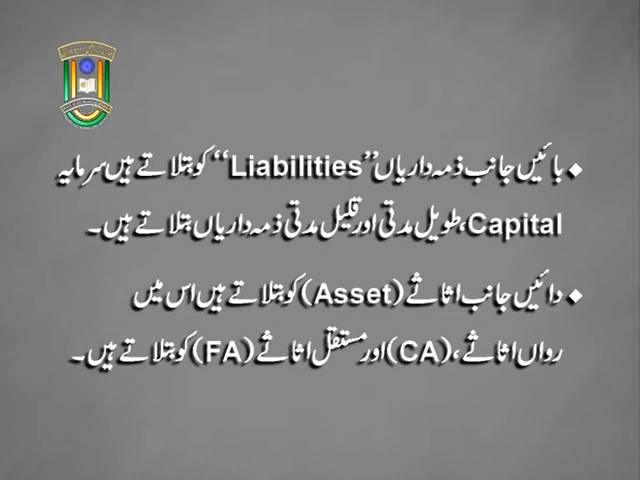 ♦ بائیں جانب ذمہ داریاں ”Liabilities“ کو بتلاتے ہیں سرمایہ
Capital، طویل مدتی اور قلیل مدتی ذمہ داریاں بتلاتے ہیں۔
♦ دائیں جانب اثاثے (Asset) کو بتلاتے ہیں اس میں
رواں اثاثے، (CA) اور مستقل اثاثے (FA) کو بتلاتے ہیں۔